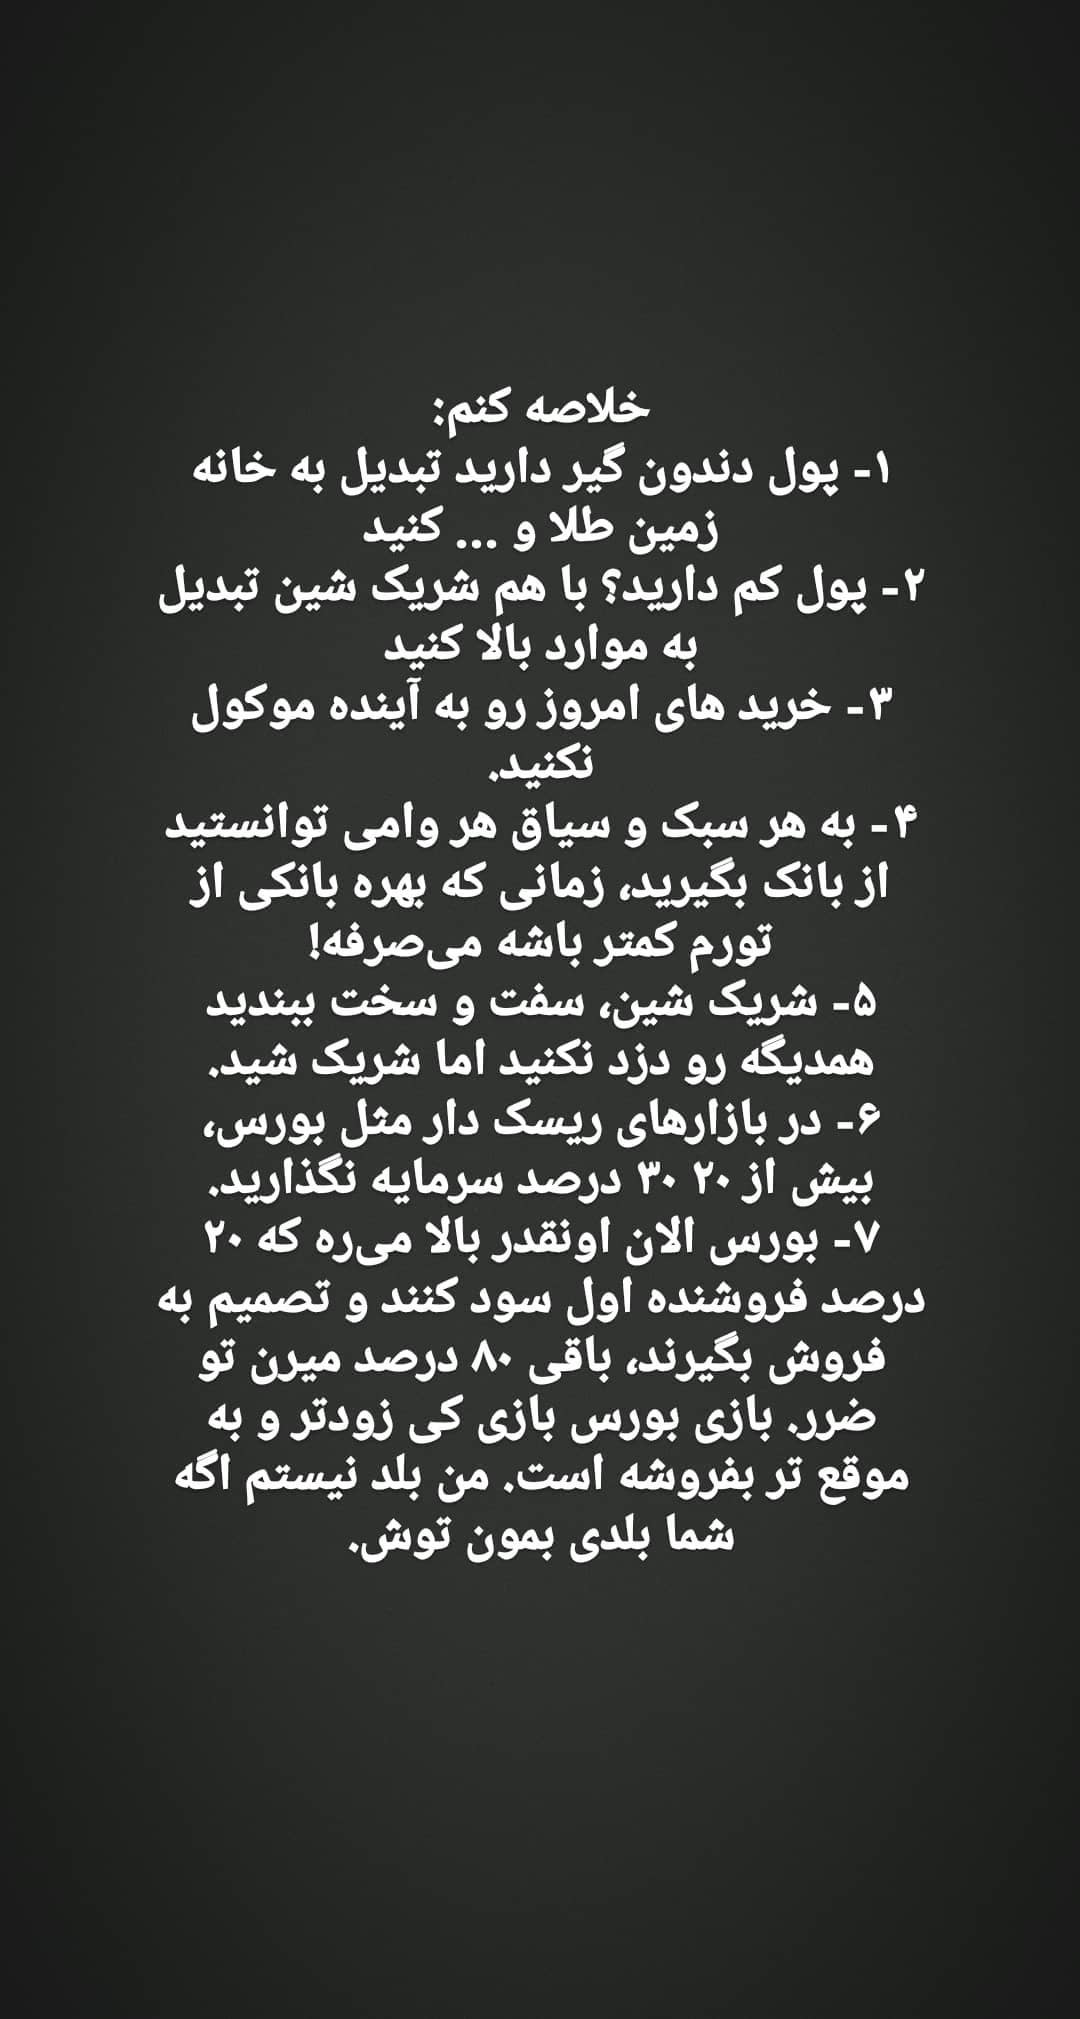 خلاصه کنم:
۱- پول دندون گیر دارید تبدیل به خانه
زمین طلا و ... کنید
۲- پول کم دارید؟ با هم شریک شین تبدیل
به موارد بالا کنید
۳- خرید های امروز رو به آینده موکول
نکنید.
۴- به هر سبک و سیاق هر وامی توانستید
از بانک بگیرید، زمانی که بهره بانکی از
تورم کمتر باشه می‌صرفه!
۵- شریک شین، سفت و سخت ببندید
همدیگه رو دزد نکنید اما شریک شید.
۶- در بازارهای ریسک دار مثل بورس،
بیش از ۲۰ ۳۰ درصد سرمایه نگذارید.
۷- بورس الان اونقدر بالا می‌ره که ۲۰
درصد فروشنده اول سود کنند و تصمیم به
فروش بگیرند، باقی ۸۰ درصد میرن تو
ضرر. بازی بورس بازی کی زودتر و به
موقع تر بفروشه است. من بلد نیستم اگه
شما بلدی بمون توش.